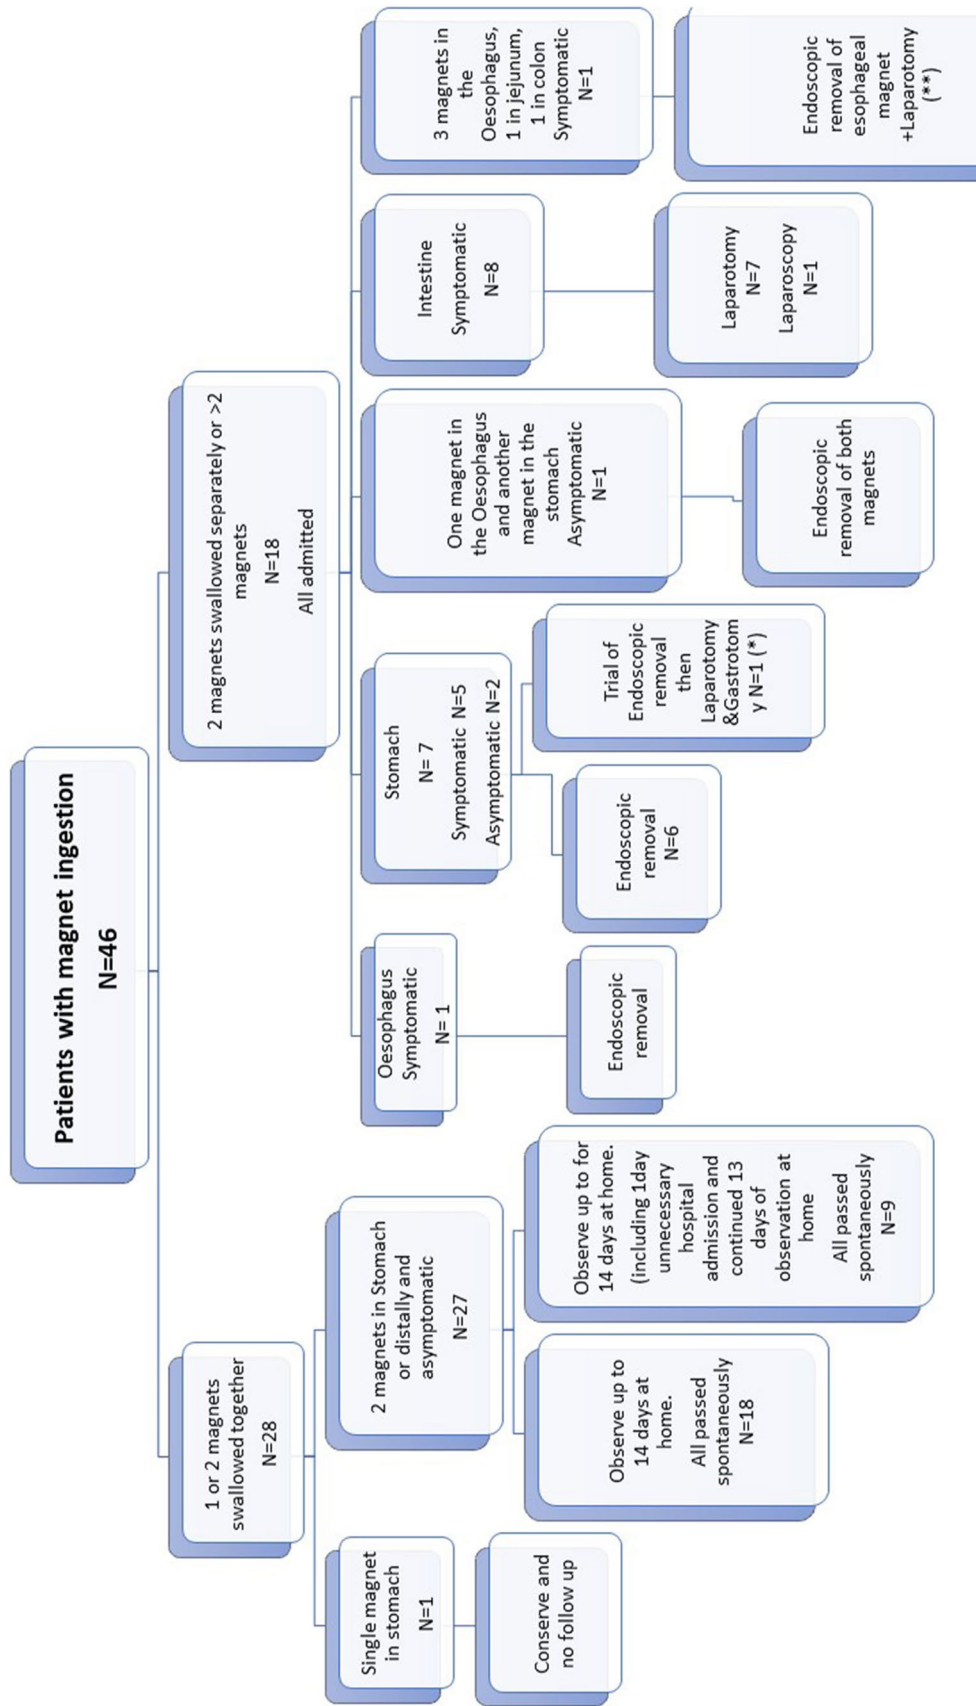 Patients with magnet ingestion
N=46
1 or 2 magnets
swallowed together
N=28
Single magnet
in stomach
N=1
Conserve and
no follow up
2 magnets in Stomach
or distally and
asymptomatic
N=27
Observe up to
14 days at
home.
All passed
spontaneously
N=18
Observe up to for
14 days at home.
(including 1day
unnecessary
hospital
admission and
continued 13
days of
observation at
home
All passed
spontaneously
N=9
2 magnets swallowed separately or >2
magnets
N=18
All admitted
Oesophagus
Symptomatic
N= 1
Endoscopic
removal
Stomach
N= 7
Symptomatic N=5
Asymptomatic N=2
Endoscopic
removal
N=6
Trial of
Endoscopic
removal
then
Laparotomy
&Gastrotom
y N=1 (*)
One magnet in
the Oesophagus
and another
magnet in the
stomach
Asymptomatic
N=1
Endoscopic
removal of both
magnets
Intestine
Symptomatic
N=8
Laparotomy
N=7
Laparoscopy
N=1
3 magnets in
the
Oesophagus,
1 in jejunum,
1 in colon
Symptomatic
N=1
Endoscopic
removal of
esophageal
magnet
+Laparotomy
(**)